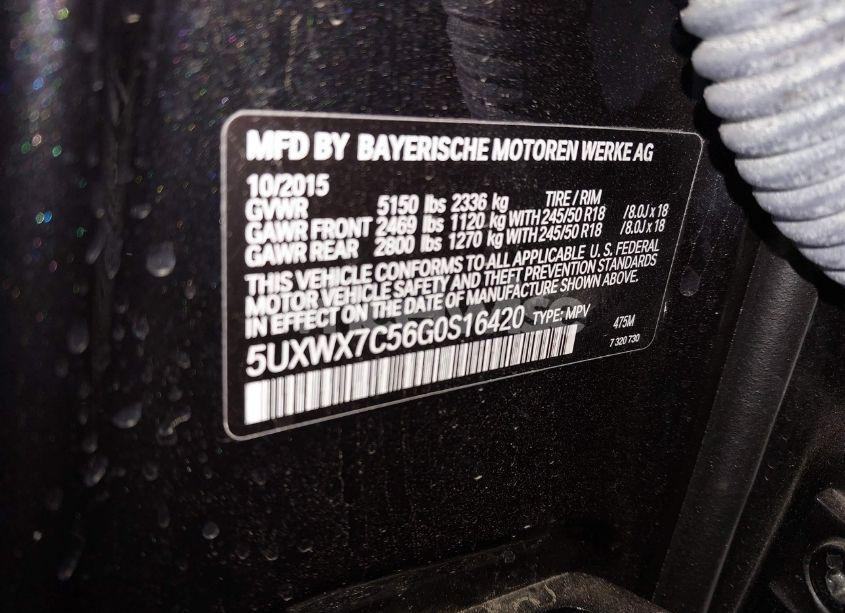 MFD BY BAYERISCHE MOTOREN WERKE AG
10/2015 TIRE / RIM
GVWR 5150 lbs 2336 kg
GAWR FRONT 2469 lbs 1120 kg WITH 245/50 R18 /8.0J x 18
GAWR REAR 2800 lbs 1270 kg WITH 245/50 R18 /8.0J x 18
THIS VEHICLE CONFORMS TO ALL APPLICABLE U. S. FEDERAL
MOTOR VEHICLE SAFETY AND THEFT PREVENTION STANDARDS
IN EFFECT ON THE DATE OF MANUFACTURE SHOWN ABOVE.
5UXWX7C56G0S16420 TYPE: MPV 475M
7 320 730